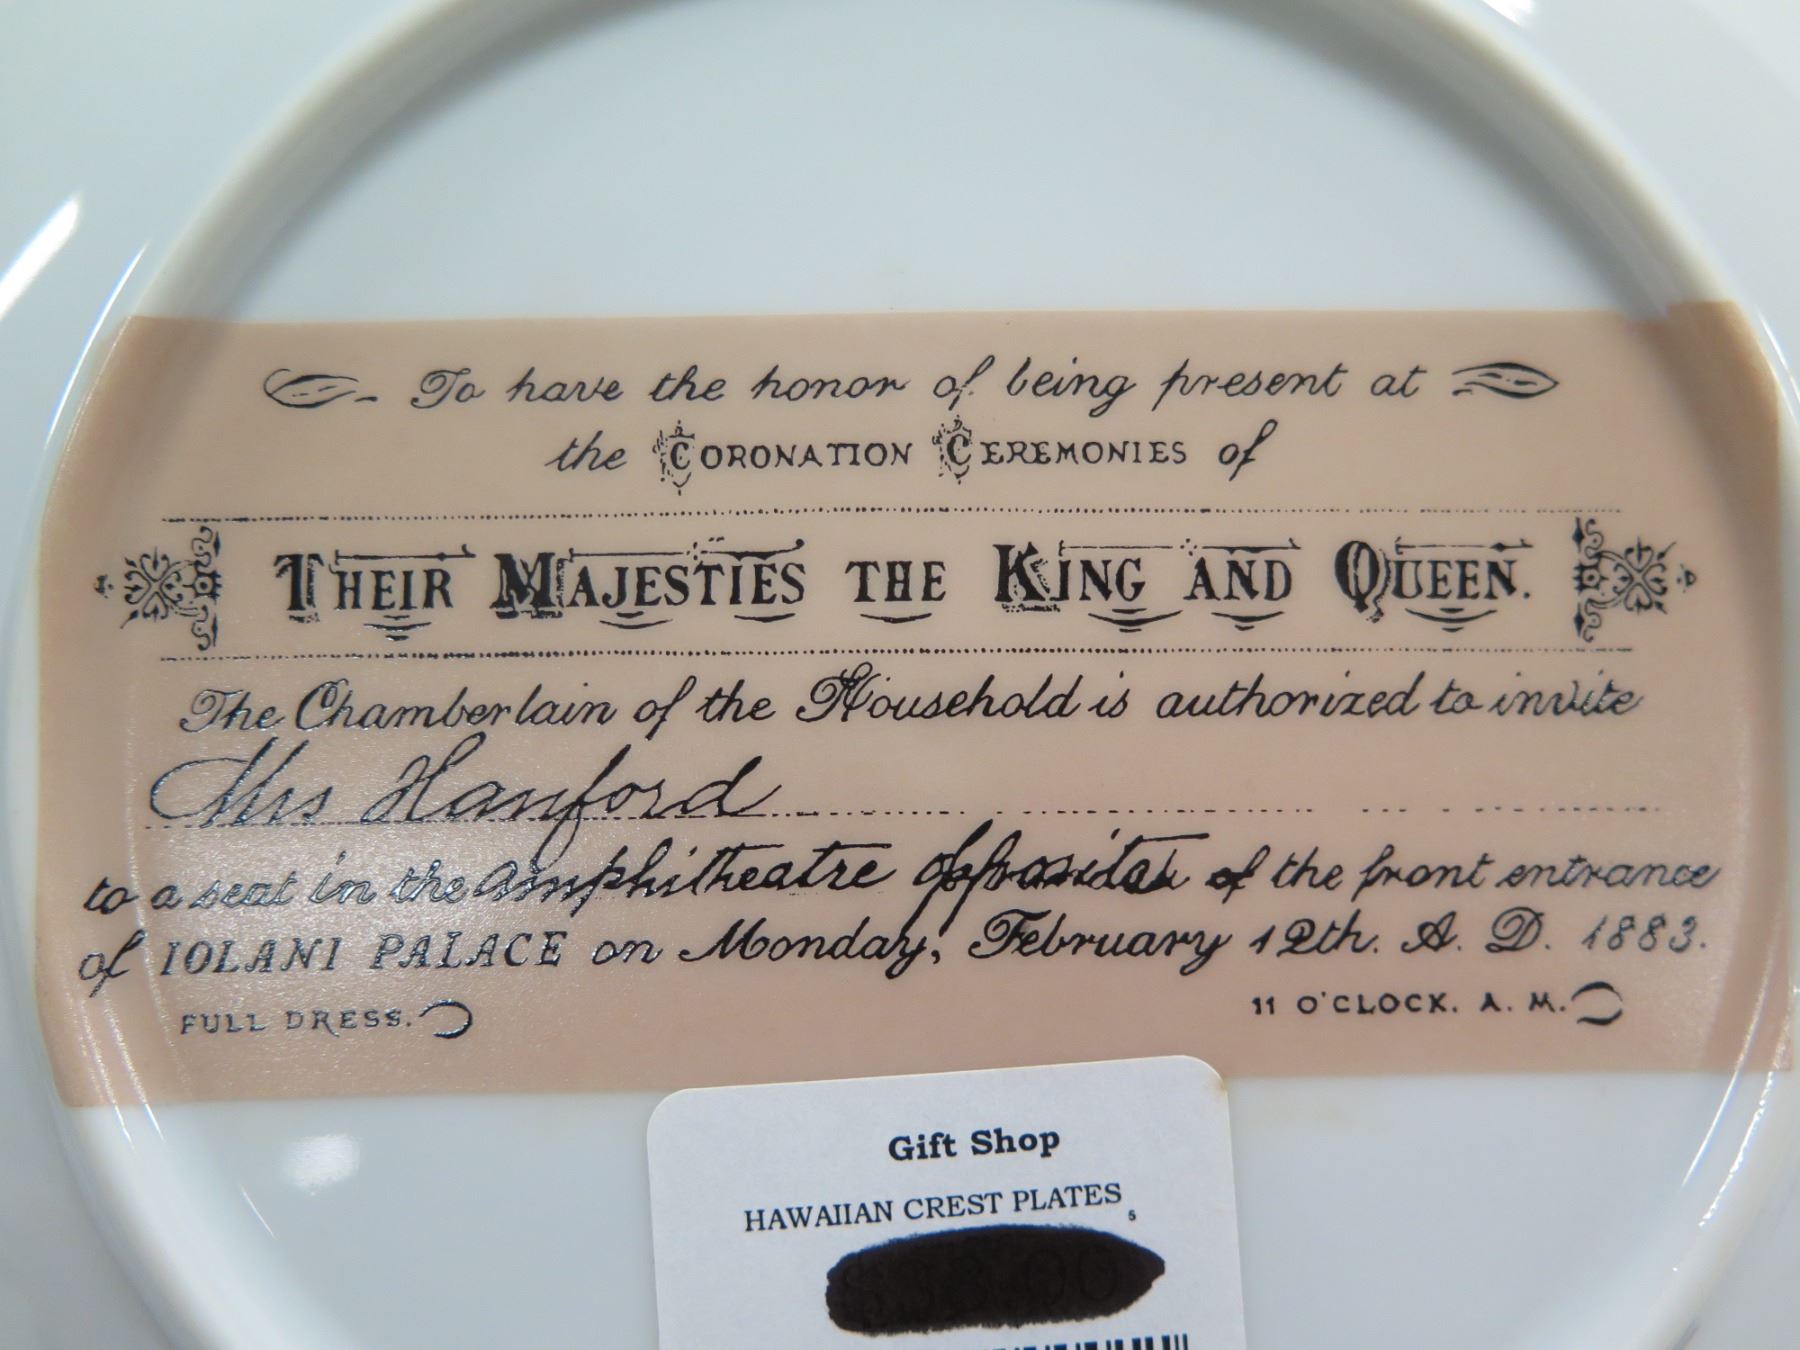 To have the honor of being present at
the CORONATION CEREMONIES of
THEIR MAJESTIES THE KING AND QUEEN.
The Chamberlain of the Household is authorized to invite
Mrs Hanford
to a seat in the amphitheatre opposite of the front entrance
of IOLANI PALACE on Monday, February 12th. A. D. 1883.
FULL DRESS.
11 O'CLOCK. A. M.
Gift Shop
HAWAIIAN CREST PLATES
5